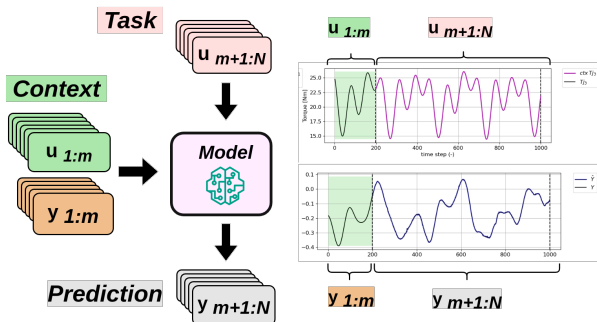 Task
u m+1:N
Context
u 1:m
y 1:m
Model
Prediction
y m+1:N
u 1:m
u m+1:N
Torque [Nm]
25.0
22.5
20.0
17.5
15.0
0
200
400
600
800
1000
time step (-)
0.1
0.0
−0.1
−0.2
−0.3
−0.4
0
200
400
600
800
1000
Ŷ
Y
y 1:m
y m+1:N